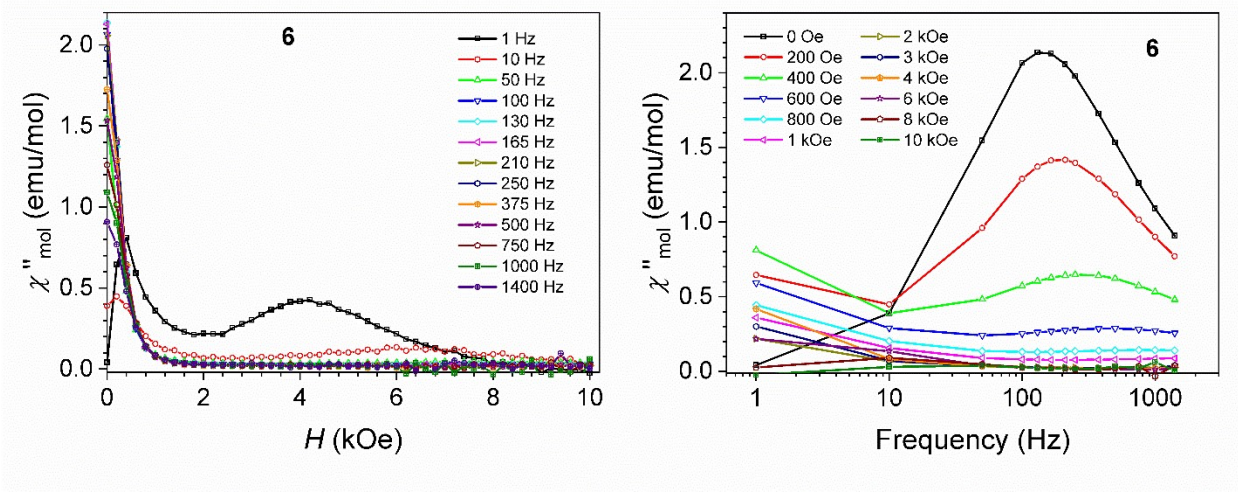 6
2.0
1.5
1.0
0.5
0.0
χ"mol (emu/mol)
0 2 4 6 8 10
H (kOe)
1 Hz
10 Hz
50 Hz
100 Hz
130 Hz
165 Hz
210 Hz
250 Hz
375 Hz
500 Hz
750 Hz
1000 Hz
1400 Hz
6
0 Oe 2 kOe
200 Oe 3 kOe
400 Oe 4 kOe
600 Oe 6 kOe
800 Oe 8 kOe
1 kOe 10 kOe
2.0
1.5
1.0
0.5
0.0
χ"mol (emu/mol)
1 10 100 1000
Frequency (Hz)